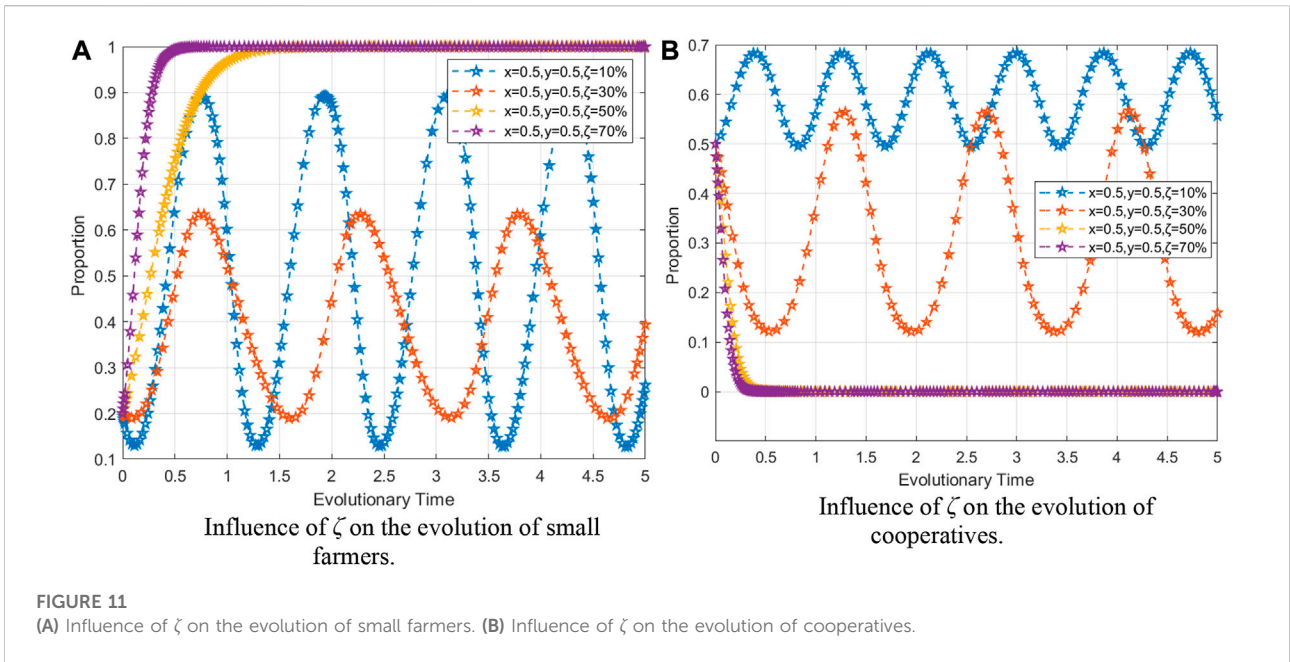 A
1
0.9
0.8
0.7
0.6
0.5
0.4
0.3
0.2
0.1
Proportion
0 0.5 1 1.5 2 2.5 3 3.5 4 4.5 5
Evolutionary Time
x=0.5,y=0.5,ζ=10%
x=0.5,y=0.5,ζ=30%
x=0.5,y=0.5,ζ=50%
x=0.5,y=0.5,ζ=70%
Influence of ζ on the evolution of small
farmers.
B
0.7
0.6
0.5
0.4
0.3
0.2
0.1
0
Proportion
0.5 1 1.5 2 2.5 3 3.5 4 4.5 5
Evolutionary Time
x=0.5,y=0.5,ζ=10%
x=0.5,y=0.5,ζ=30%
x=0.5,y=0.5,ζ=50%
x=0.5,y=0.5,ζ=70%
Influence of ζ on the evolution of
cooperatives.
FIGURE 11
(A) Influence of ζ on the evolution of small farmers. (B) Influence of ζ on the evolution of cooperatives.